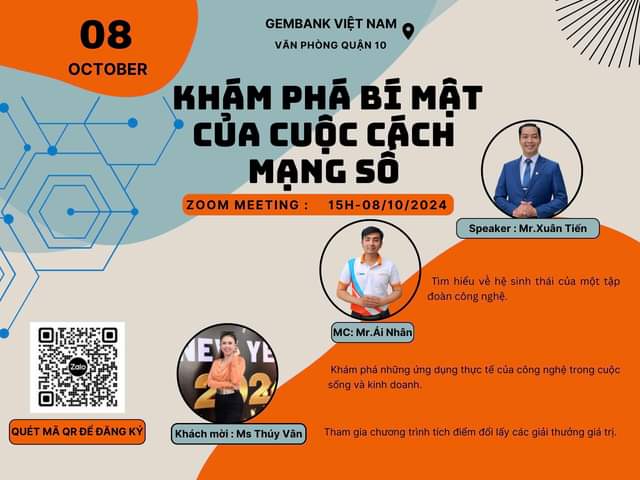 08
OCTOBER
GEMBANK VIỆT NAM
VĂN PHÒNG QUẬN 10
KHÁM PHÁ BÍ MẬT
CỦA CUỘC CÁCH
MẠNG SỐ
ZOOM MEETING : 15H-08/10/2024
Speaker : Mr.Xuân Tiến
Tìm hiểu về hệ sinh thái của một tập
đoàn công nghệ.
MC: Mr.Ái Nhân
Khám phá những ứng dụng thực tế của công nghệ trong cuộc
sống và kinh doanh.
NEW YE
2024
Zalo
QUÉT MÃ QR ĐỂ ĐĂNG KÝ
Khách mời : Ms Thúy Vân
Tham gia chương trình tích điểm đổi lấy các giải thưởng giá trị.